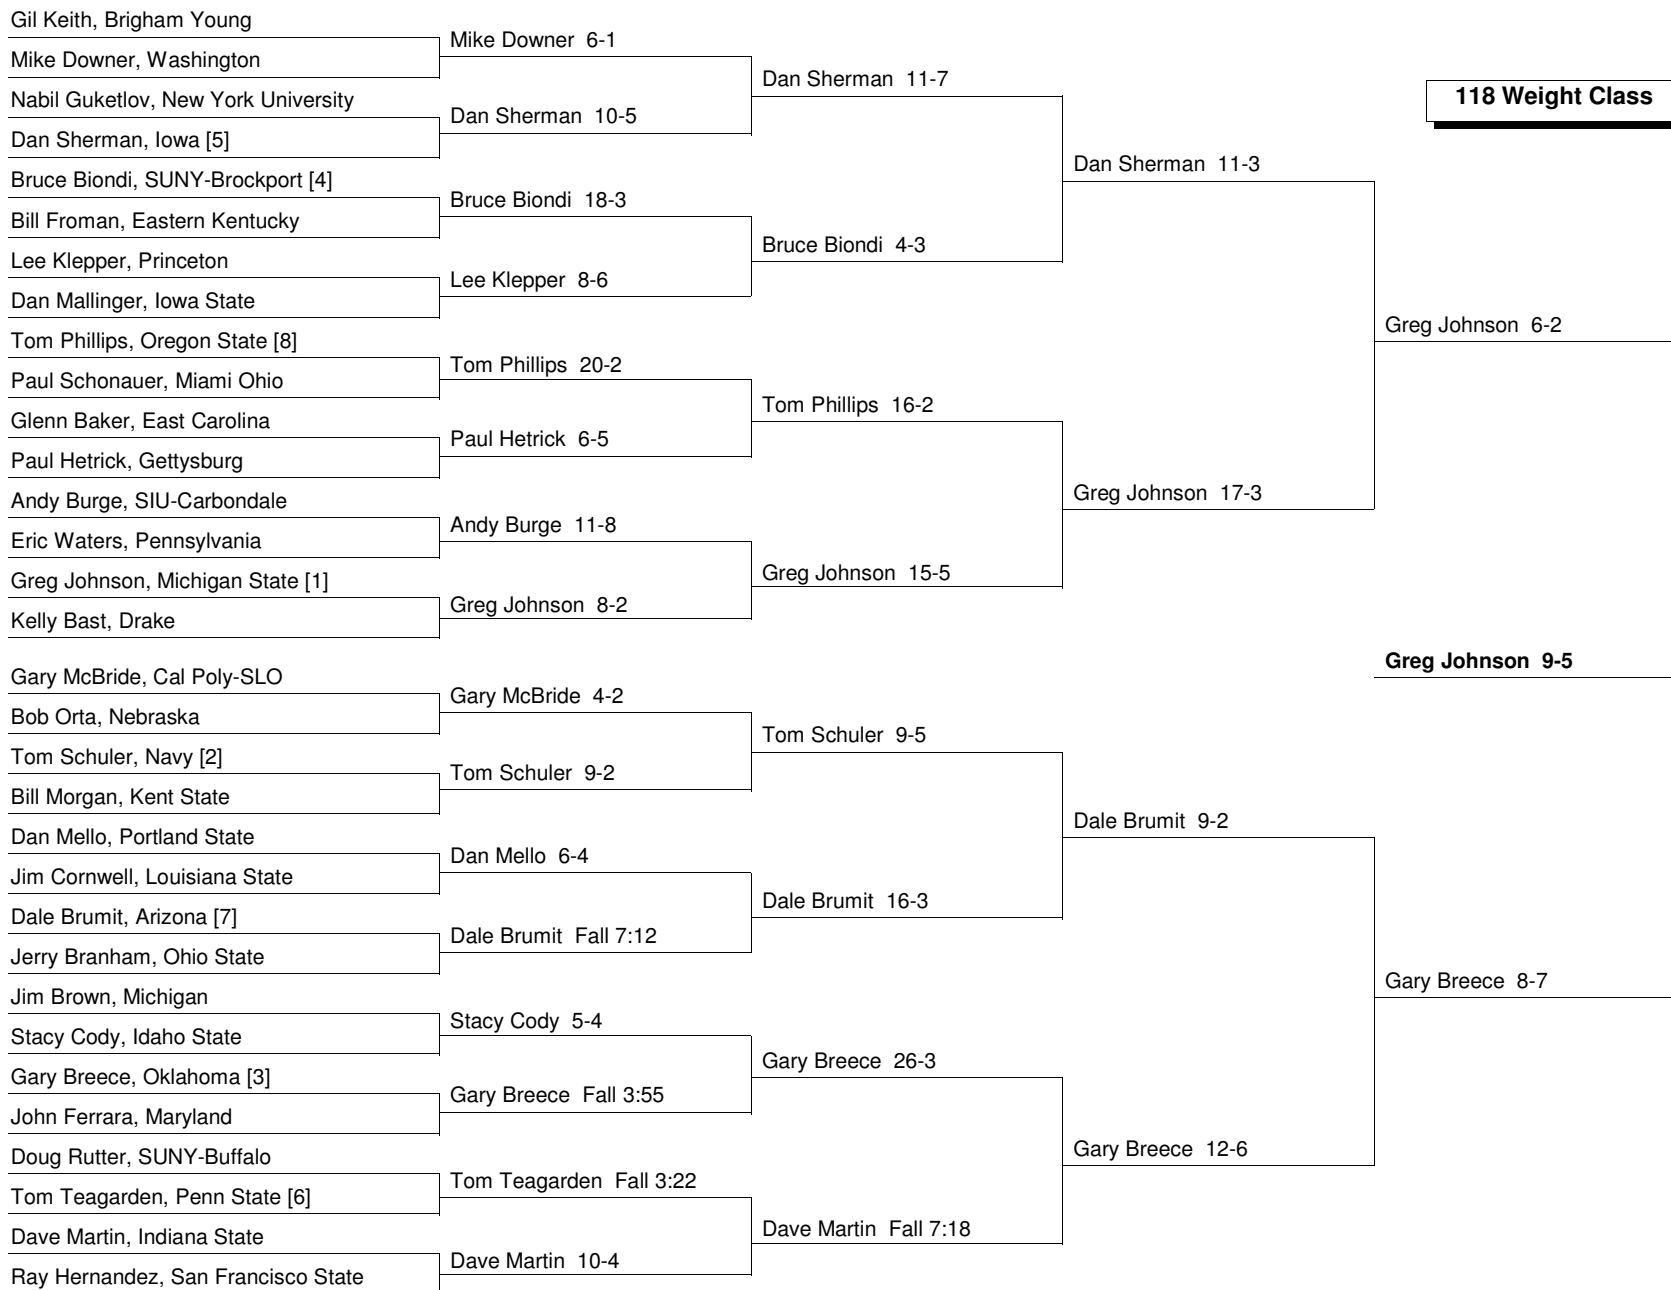 118 Weight Class
Gil Keith, Brigham Young
Mike Downer, Washington
Nabil Guketlov, New York University
Dan Sherman, Iowa [5]
Bruce Biondi, SUNY-Brockport [4]
Bill Froman, Eastern Kentucky
Lee Klepper, Princeton
Dan Mallinger, Iowa State
Tom Phillips, Oregon State [8]
Paul Schonauer, Miami Ohio
Glenn Baker, East Carolina
Paul Hetrick, Gettysburg
Andy Burge, SIU-Carbondale
Eric Waters, Pennsylvania
Greg Johnson, Michigan State [1]
Kelly Bast, Drake
Gary McBride, Cal Poly-SLO
Bob Orta, Nebraska
Tom Schuler, Navy [2]
Bill Morgan, Kent State
Dan Mello, Portland State
Jim Cornwell, Louisiana State
Dale Brumit, Arizona [7]
Jerry Branham, Ohio State
Jim Brown, Michigan
Stacy Cody, Idaho State
Gary Breece, Oklahoma [3]
John Ferrara, Maryland
Doug Rutter, SUNY-Buffalo
Tom Teagarden, Penn State [6]
Dave Martin, Indiana State
Ray Hernandez, San Francisco State
Mike Downer 6-1
Dan Sherman 10-5
Bruce Biondi 18-3
Lee Klepper 8-6
Tom Phillips 20-2
Paul Hetrick 6-5
Andy Burge 11-8
Greg Johnson 8-2
Gary McBride 4-2
Tom Schuler 9-2
Dan Mello 6-4
Dale Brumit Fall 7:12
Stacy Cody 5-4
Gary Breece Fall 3:55
Tom Teagarden Fall 3:22
Dave Martin 10-4
Dan Sherman 11-7
Bruce Biondi 4-3
Tom Phillips 16-2
Greg Johnson 15-5
Tom Schuler 9-5
Dale Brumit 16-3
Gary Breece 26-3
Dave Martin Fall 7:18
Dan Sherman 11-3
Greg Johnson 17-3
Dale Brumit 9-2
Gary Breece 12-6
Greg Johnson 6-2
Greg Johnson 9-5
Gary Breece 8-7